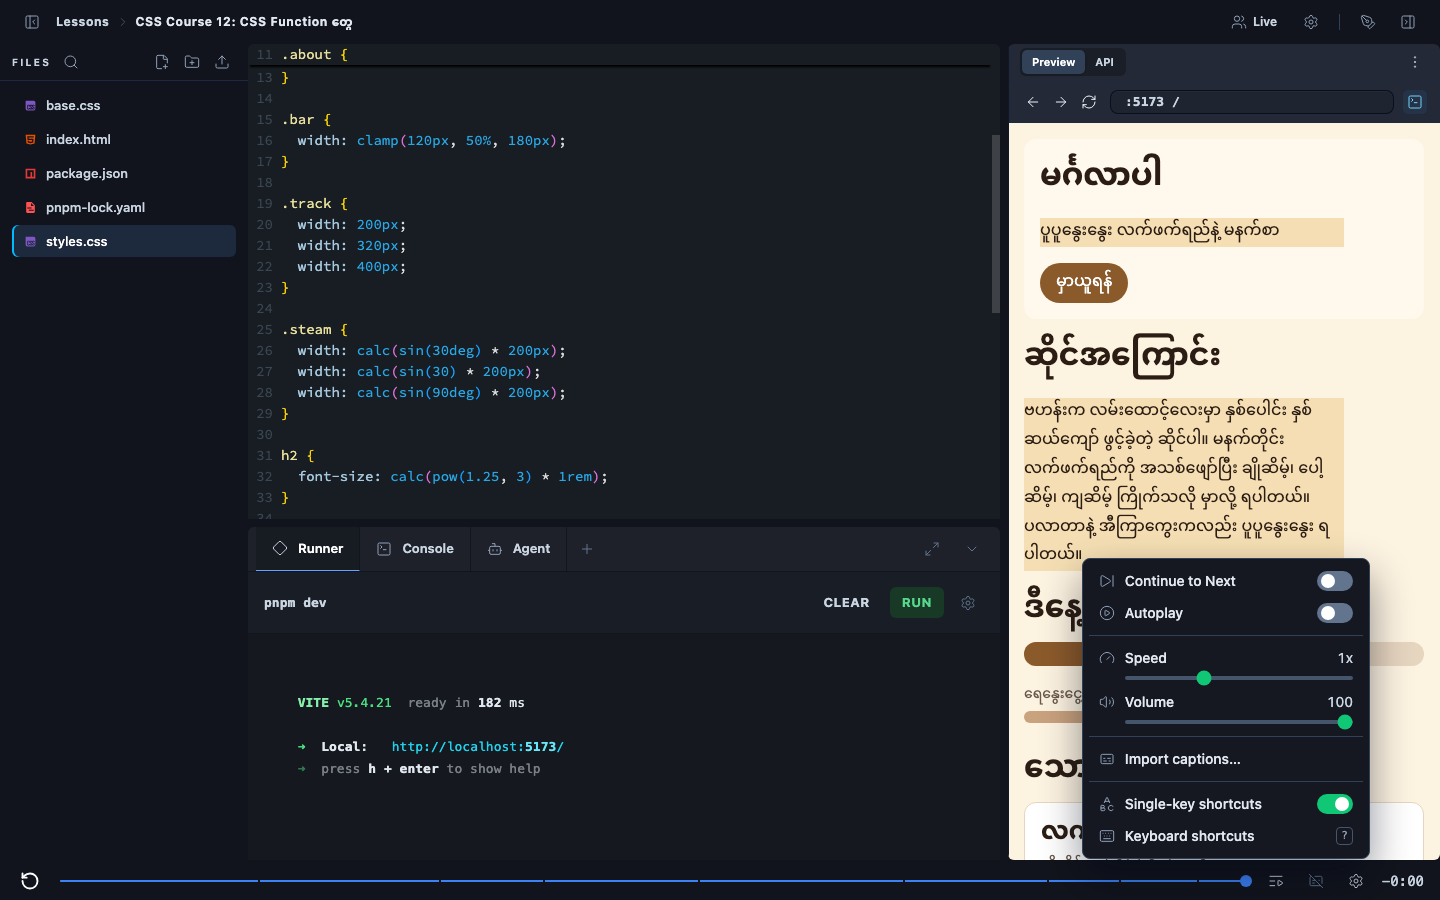 Lessons
CSS Course 12: CSS Function တွေ
Live
FILES
base.css
index.html
package.json
pnpm-lock.yaml
styles.css
11 .about {
13 }
14
15 .bar {
16 width: clamp(120px, 50%, 180px);
17 }
18
19 .track {
20 width: 200px;
21 width: 320px;
22 width: 400px;
23 }
24
25 .steam {
26 width: calc(sin(30deg) * 200px);
27 width: calc(sin(30) * 200px);
28 width: calc(sin(90deg) * 200px);
29 }
30
31 h2 {
32 font-size: calc(pow(1.25, 3) * 1rem);
33 }
34
Runner
Console
Agent
pnpm dev
CLEAR
RUN
VITE v5.4.21 ready in 182 ms
➜ Local: http://localhost:5173/
➜ press h + enter to show help
Preview
API
:5173 /
မင်္ဂလာပါ
ပူပူနွေးနွေး လက်ဖက်ရည်နဲ့ မနက်စာ
မှာယူရန်
ဆိုင်အကြောင်း
ဗဟန်းက လမ်းထောင့်လေးမှာ နှစ်ပေါင်း နှစ်
ဆယ်ကျော် ဖွင့်ခဲ့တဲ့ ဆိုင်ပါ။ မနက်တိုင်း
လက်ဖက်ရည်ကို အသစ်ဖျော်ပြီး ချိုဆိမ့်၊ ပေါ့
ဆိမ့်၊ ကျဆိမ့် ကြိုက်သလို မှာလို့ ရပါတယ်။
ပလာတာနဲ့ အီကြာကွေးကလည်း ပူပူနွေးနွေး ရ
ပါတယ်။
ဒီနေ့
Continue to Next
Autoplay
Speed 1x
Volume 100
Import captions...
Single-key shortcuts
Keyboard shortcuts ?
−0:00